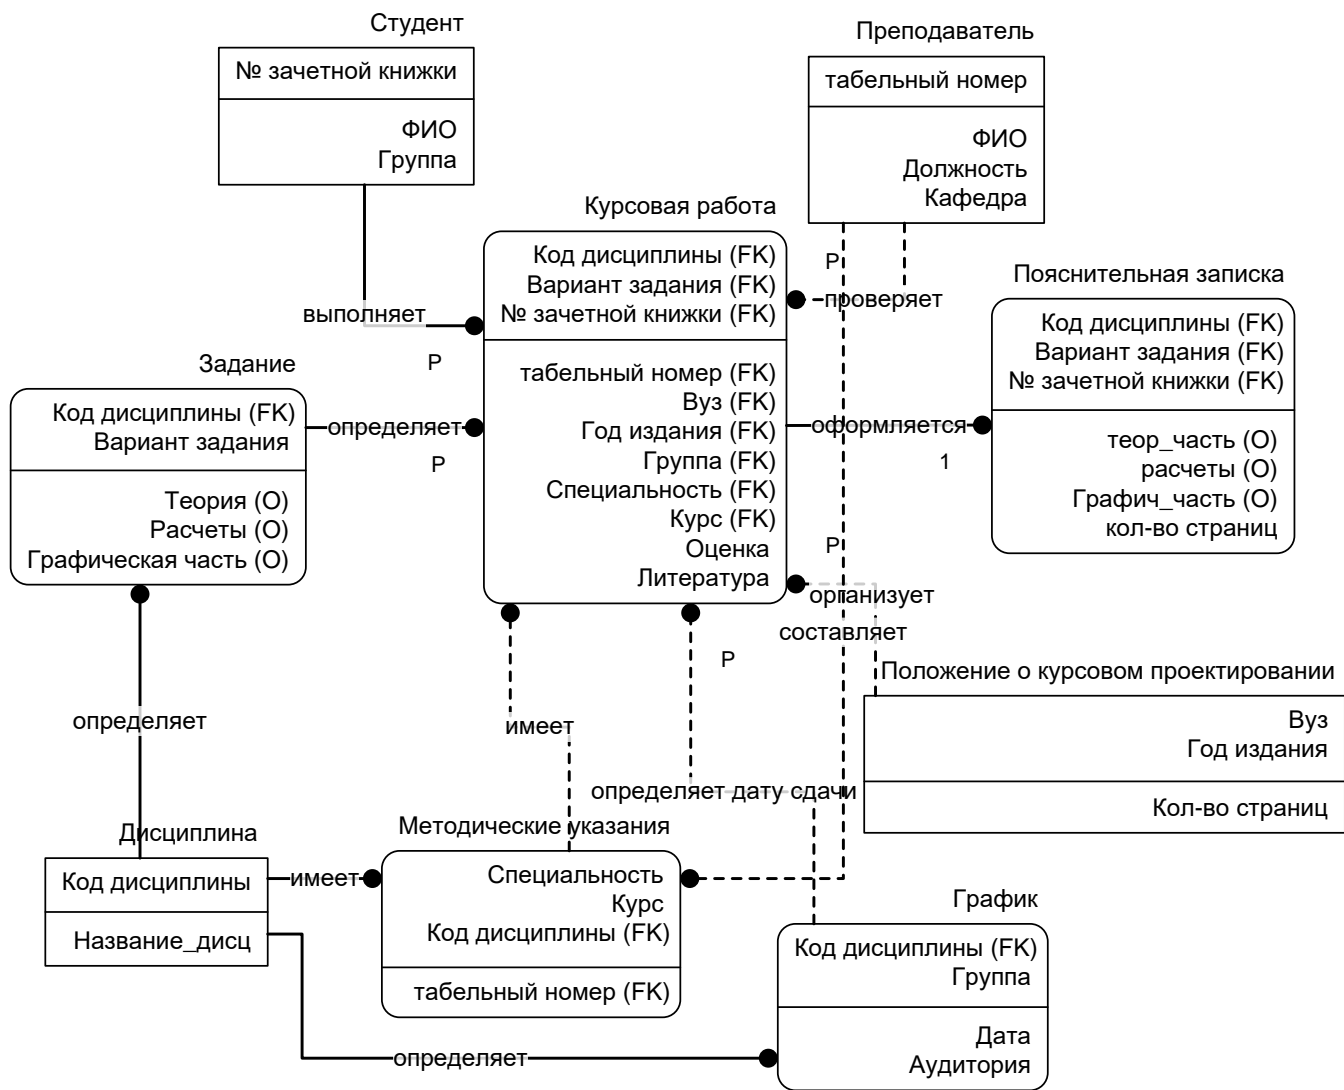 Студент
№ зачетной книжки
ФИО
Группа
Преподаватель
табельный номер
ФИО
Должность
Кафедра
Курсовая работа
Код дисциплины (FK)
Вариант задания (FK)
№ зачетной книжки (FK)
табельный номер (FK)
Вуз (FK)
Год издания (FK)
Группа (FK)
Специальность (FK)
Курс (FK)
Оценка
Литература
P
проверяет
Пояснительная записка
Код дисциплины (FK)
Вариант задания (FK)
№ зачетной книжки (FK)
теор_часть (O)
расчеты (O)
Графич_часть (O)
кол-во страниц
выполняет
P
Задание
Код дисциплины (FK)
Вариант задания
Теория (O)
Расчеты (O)
Графическая часть (O)
определяет
P
оформляется
1
P
организует
составляет
P
Положение о курсовом проектировании
Вуз
Год издания
Кол-во страниц
определяет
имеет
определяет дату сдачи
Дисциплина
Код дисциплины
Название_дисц
имеет
Методические указания
Специальность
Курс
Код дисциплины (FK)
табельный номер (FK)
График
Код дисциплины (FK)
Группа
Дата
Аудитория
определяет